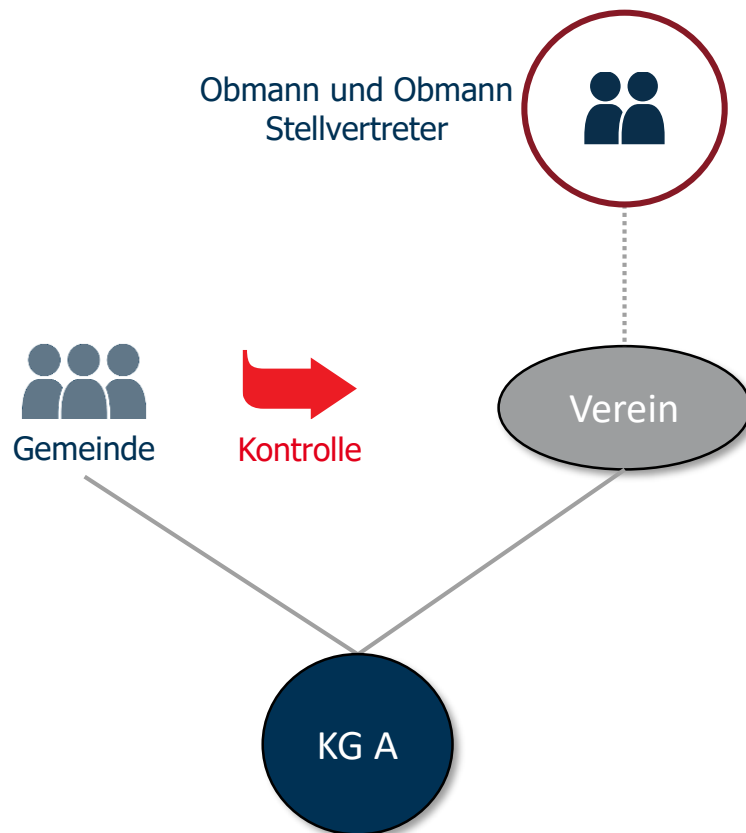 Obmann und Obmann
Stellvertreter
Verein
Gemeinde
Kontrolle
KG A